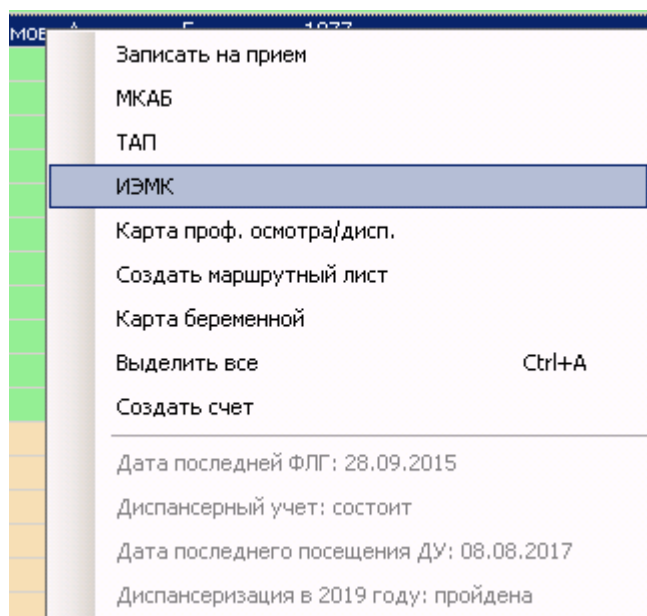 мов
Записать на прием
МКАБ
ТАП
ИЭМК
Карта проф. осмотра/дисп.
Создать маршрутный лист
Карта беременной
Выделить все Ctrl+A
Создать счет
Дата последней ФЛГ: 28.09.2015
Диспансерный учет: состоит
Дата последнего посещения ДУ: 08.08.2017
Диспансеризация в 2019 году: пройдена